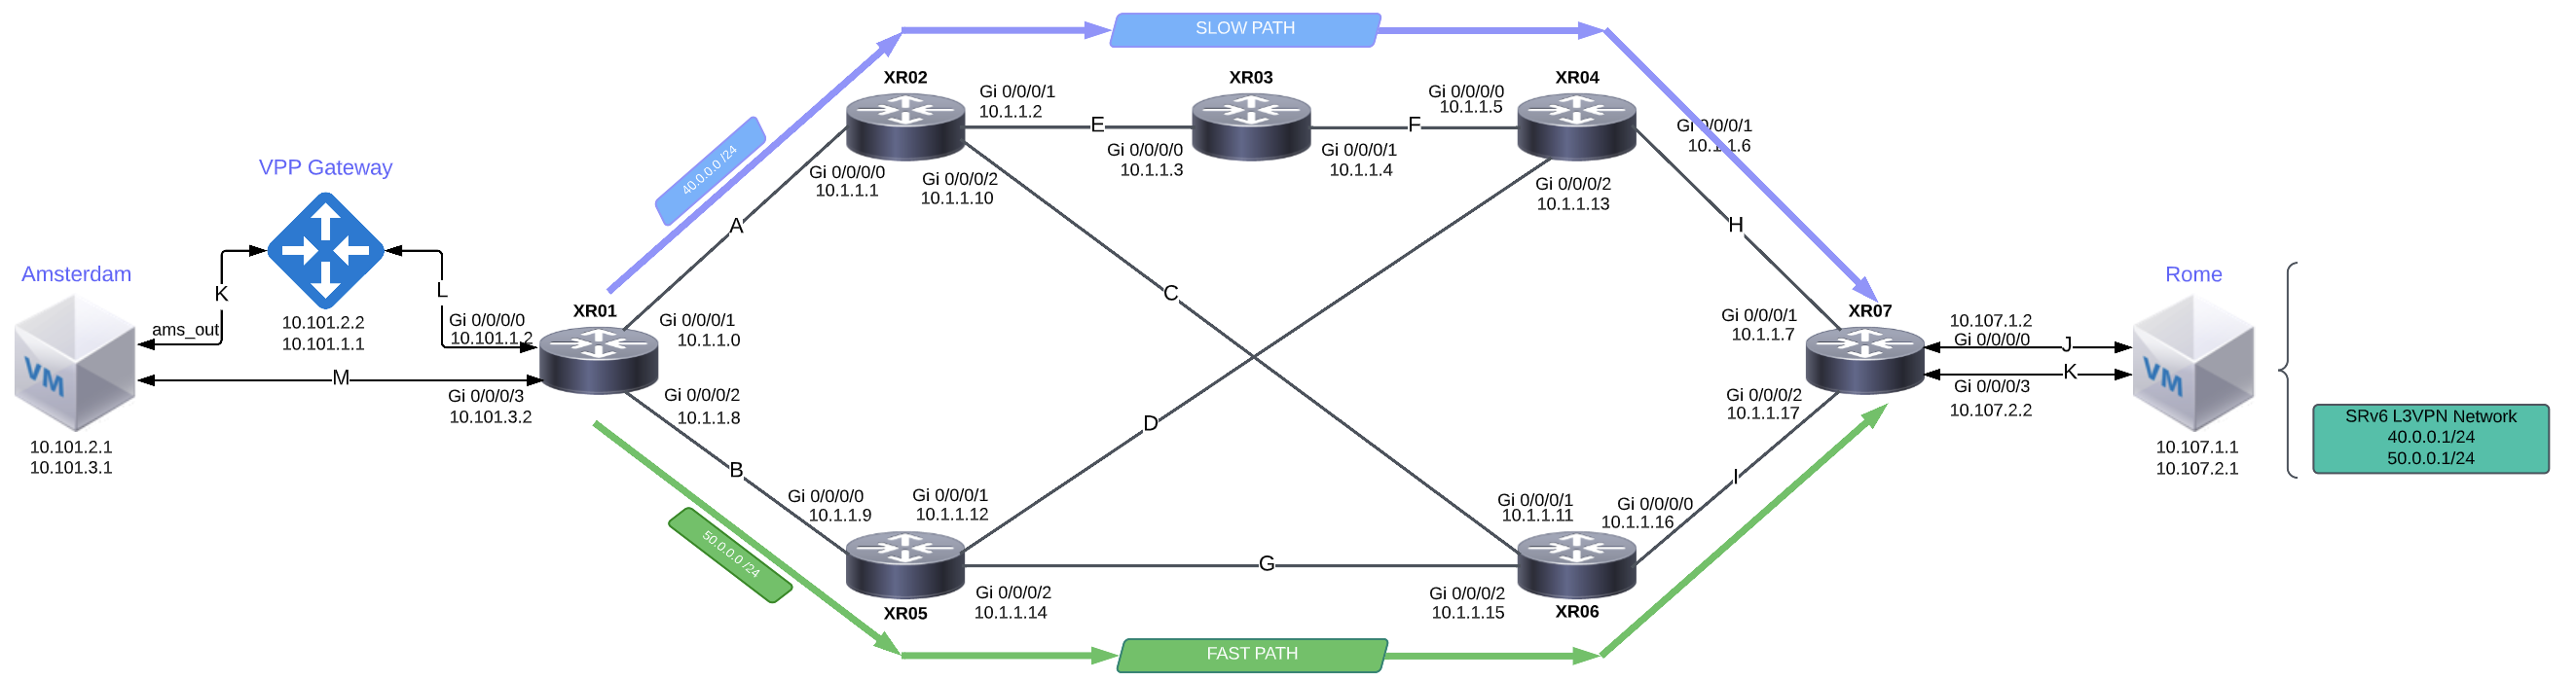 SLOW PATH
XR02
XR03
XR04
Gi 0/0/0/1
10.1.1.2
Gi 0/0/0/0
10.1.1.5
E
F
Gi 0/0/0/1
10.1.1.6
40.0.0.0 /24
Gi 0/0/0/0
10.1.1.3
Gi 0/0/0/1
10.1.1.4
Gi 0/0/0/0
10.1.1.1
Gi 0/0/0/2
10.1.1.10
Gi 0/0/0/2
10.1.1.13
VPP Gateway
A
H
Amsterdam
K
L
C
Rome
10.101.2.2
10.101.1.1
ams_out
VM
Gi 0/0/0/0
10.101.1.2
XR01
Gi 0/0/0/1
10.1.1.0
Gi 0/0/0/1
10.1.1.7
XR07
10.107.1.2
Gi 0/0/0/0
J
M
K
VM
Gi 0/0/0/3
10.101.3.2
Gi 0/0/0/2
10.1.1.8
Gi 0/0/0/2
10.1.1.17
Gi 0/0/0/3
10.107.2.2
SRv6 L3VPN Network
40.0.0.1/24
50.0.0.1/24
10.101.2.1
10.101.3.1
10.107.1.1
10.107.2.1
D
B
I
Gi 0/0/0/0
10.1.1.9
Gi 0/0/0/1
10.1.1.12
Gi 0/0/0/1
10.1.1.11
Gi 0/0/0/0
10.1.1.16
50.0.0.0 /24
G
XR05
Gi 0/0/0/2
10.1.1.14
Gi 0/0/0/2
10.1.1.15
XR06
FAST PATH